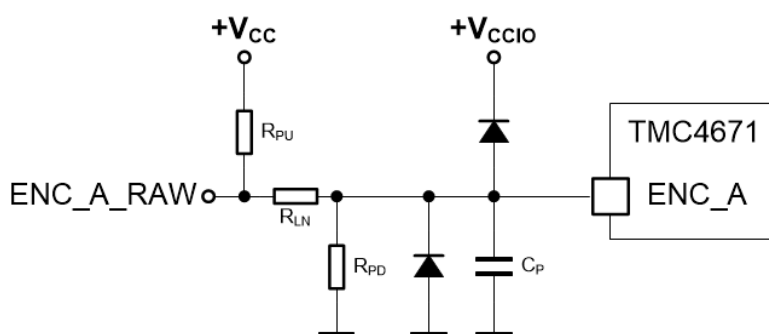 +VCC
+VCCIO
RPU
TMC4671
ENC_A_RAW
ENC_A
RLN
RPD
CP